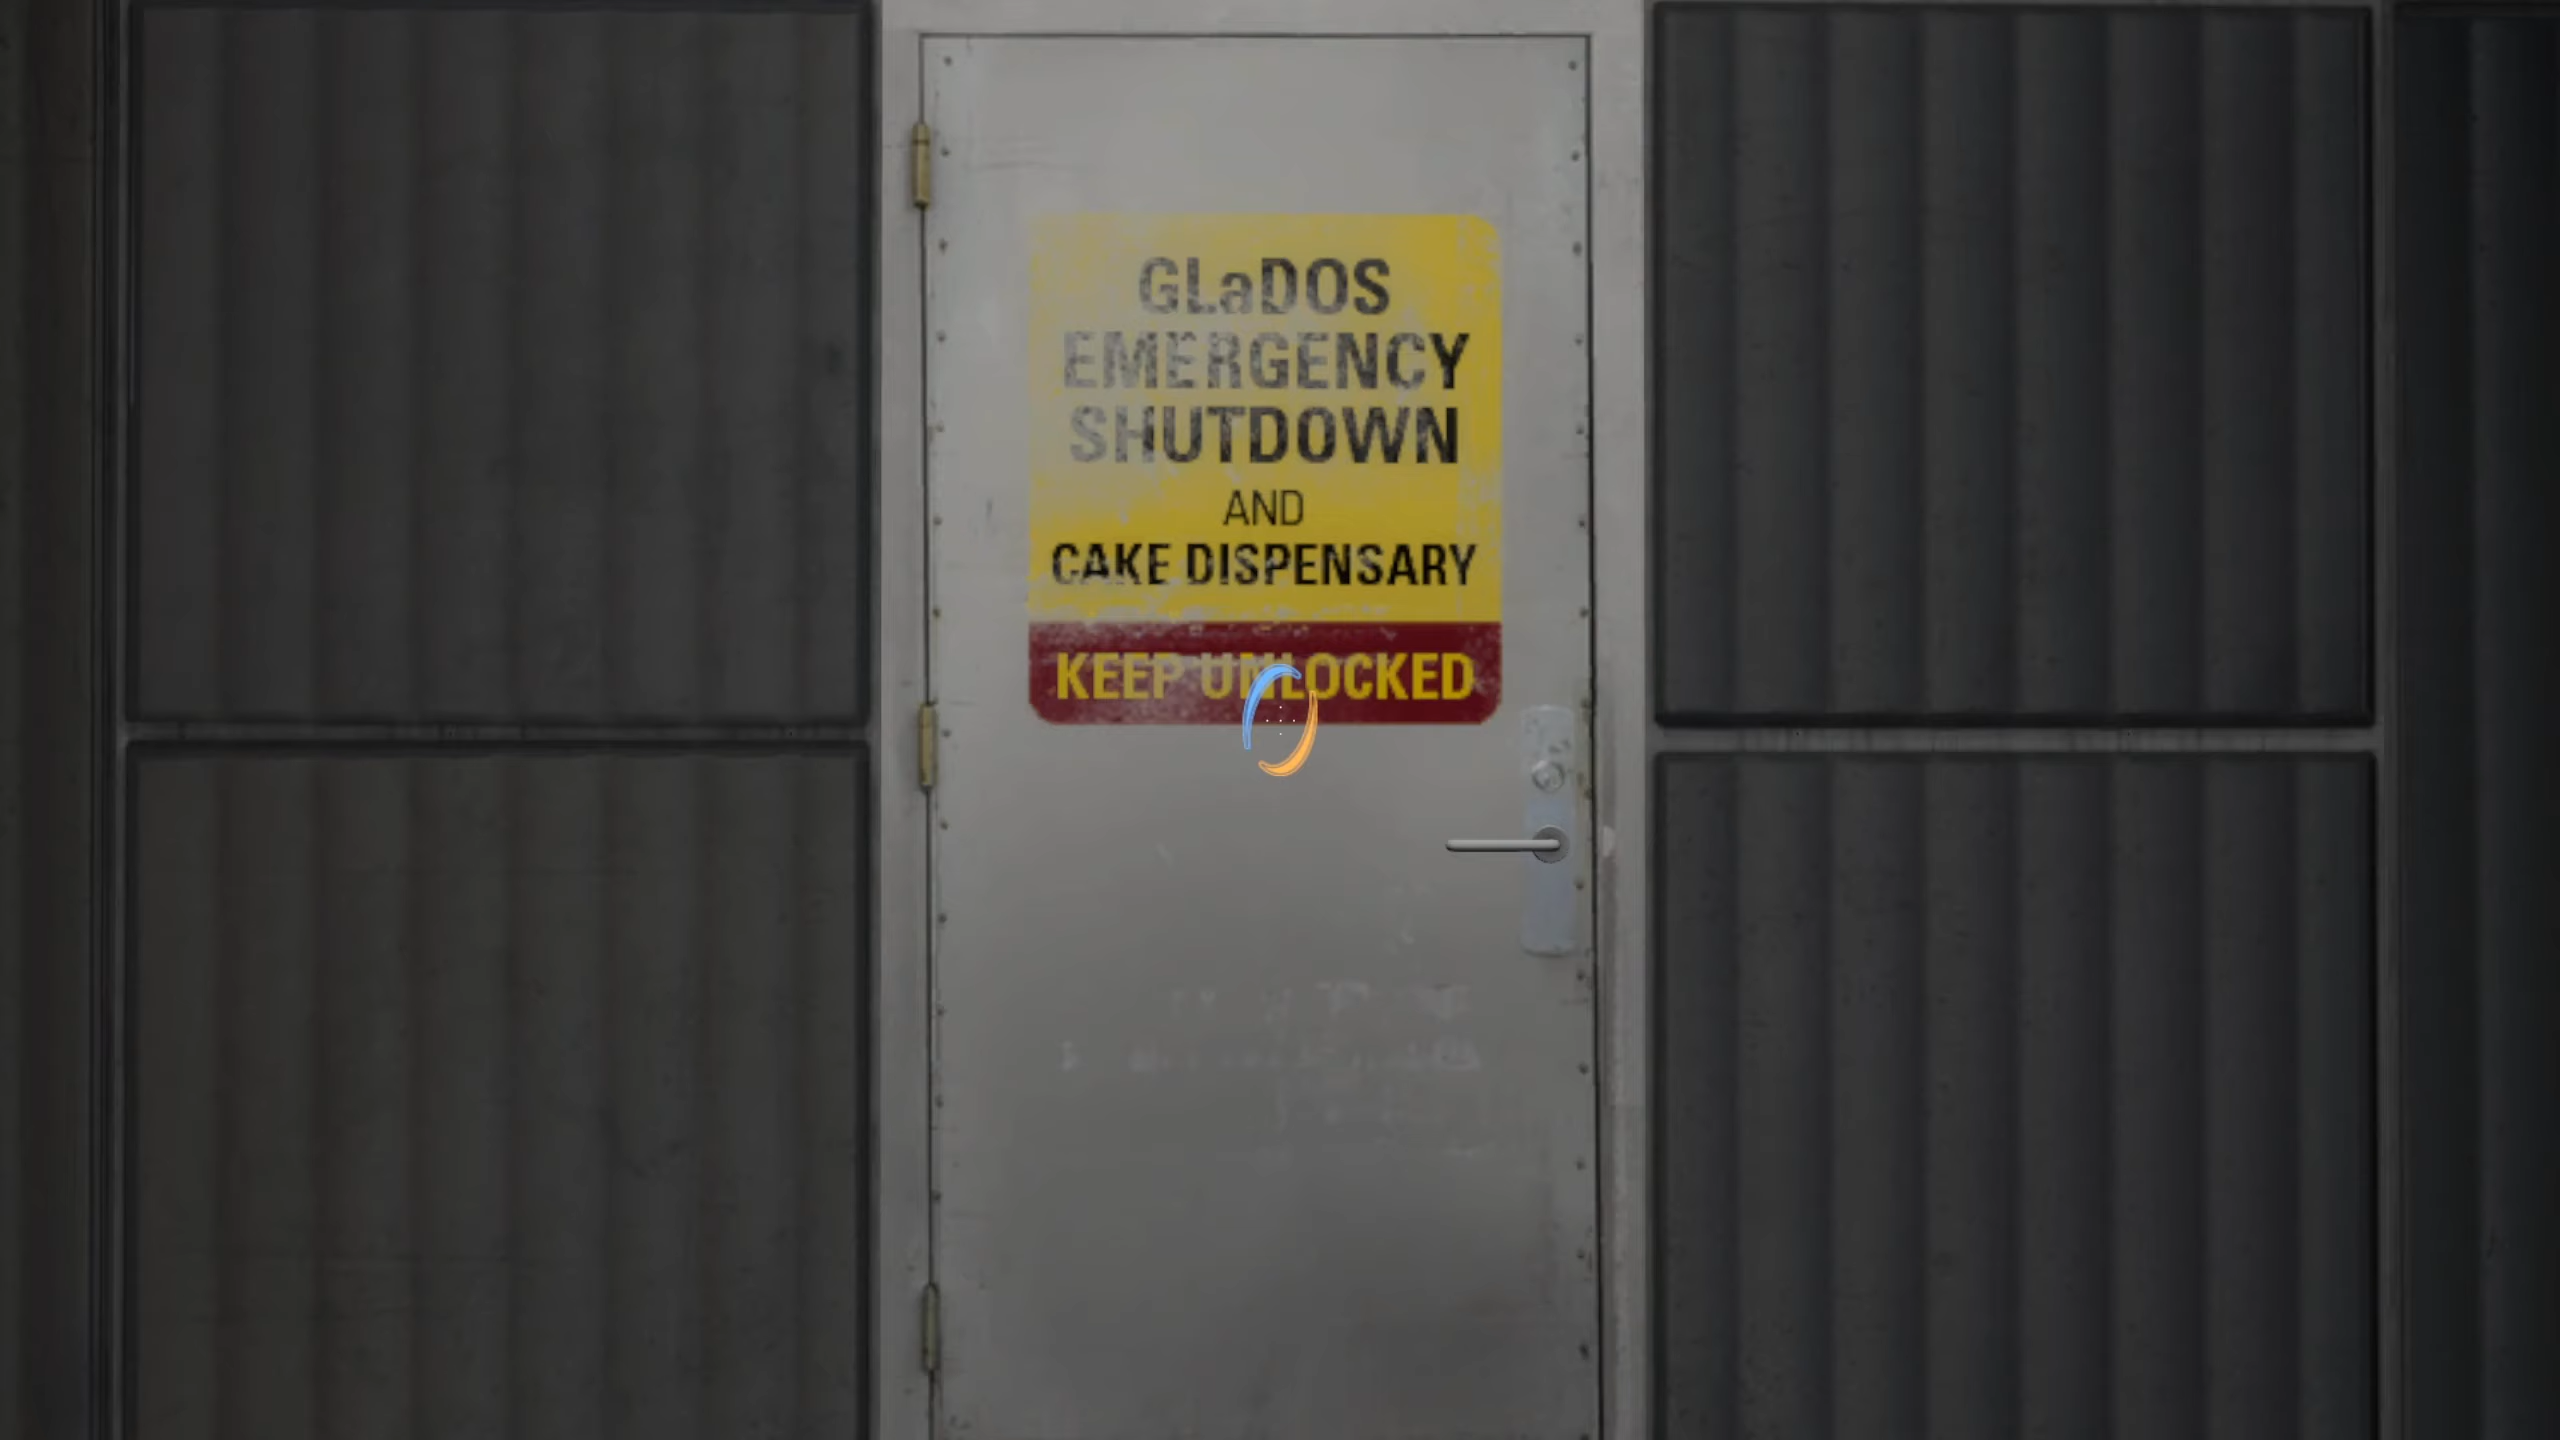 GLaDOS
EMERGENCY
SHUTDOWN
AND
CAKE DISPENSARY
KEEP UNLOCKED